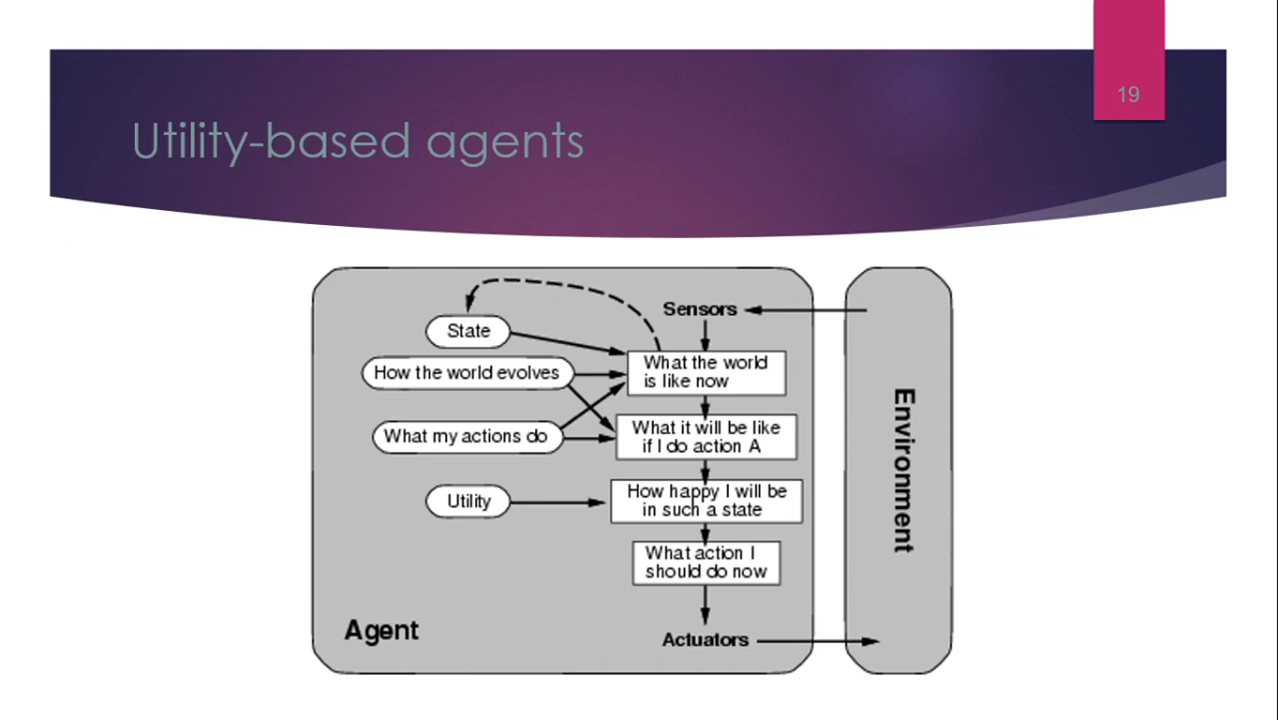 19
Utility-based agents
Sensors
State
What the world
is like now
How the world evolves
What it will be like
if I do action A
What my actions do
How happy I will be
in such a state
Utility
What action I
should do now
Agent
Actuators
Environment